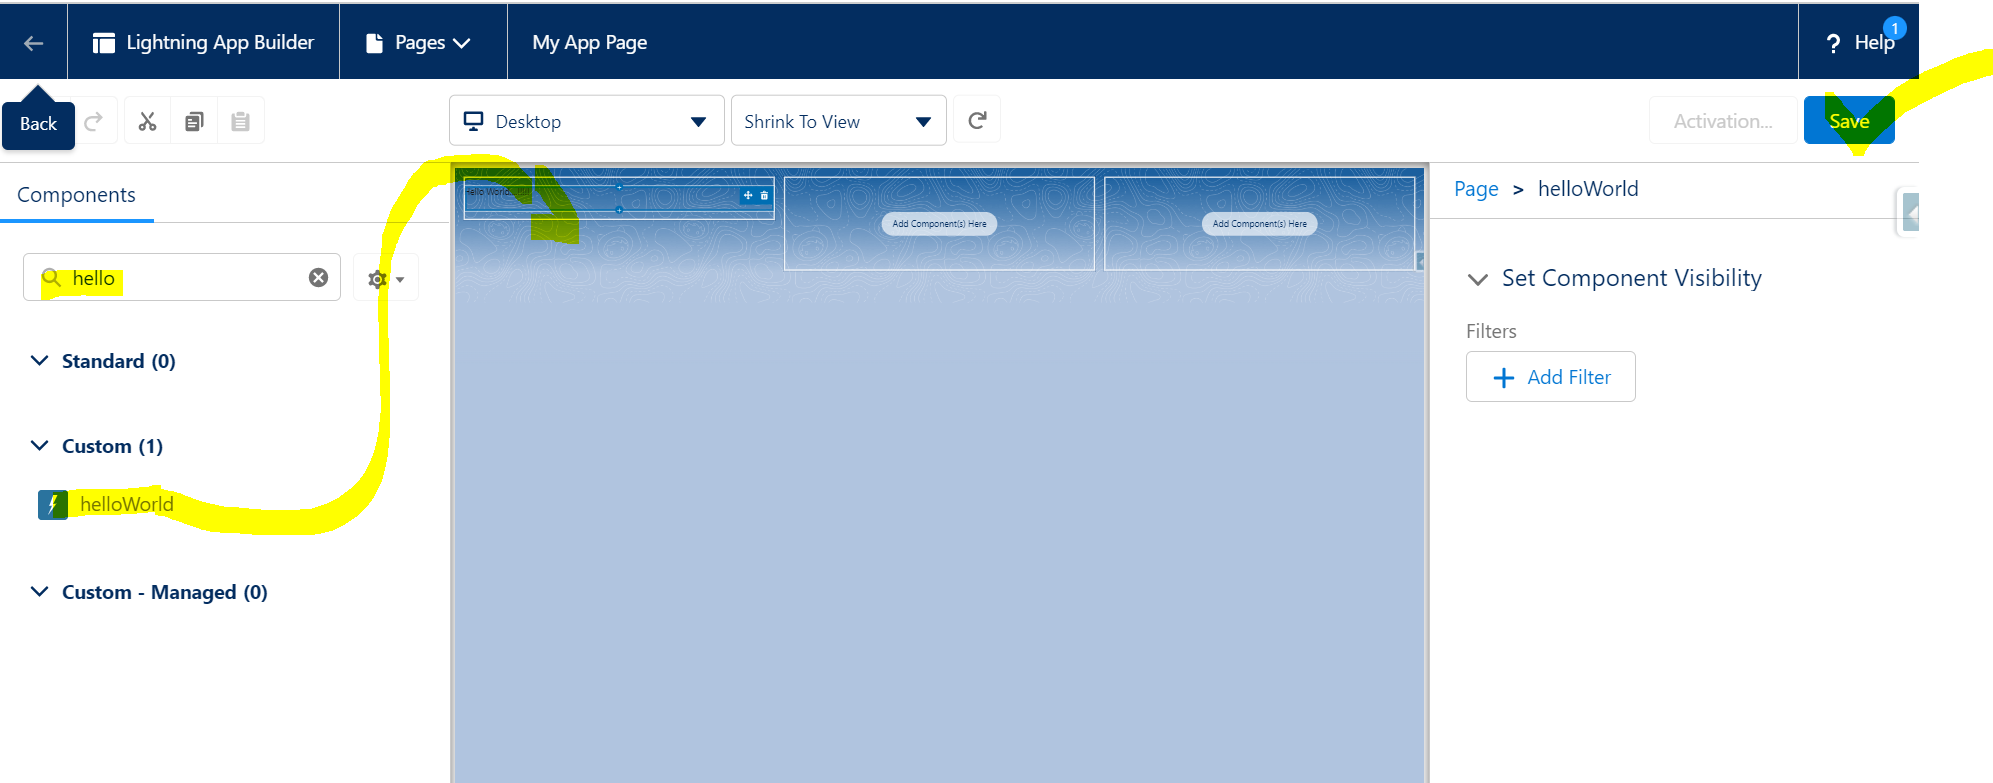 Lightning App Builder
Pages
My App Page
? Help
1
Back
Desktop
Shrink To View
Activation...
Save
Components
hello
Standard (0)
Custom (1)
helloWorld
Custom - Managed (0)
Hello World
Add Component(s) Here
Add Component(s) Here
Page > helloWorld
Set Component Visibility
Filters
+ Add Filter